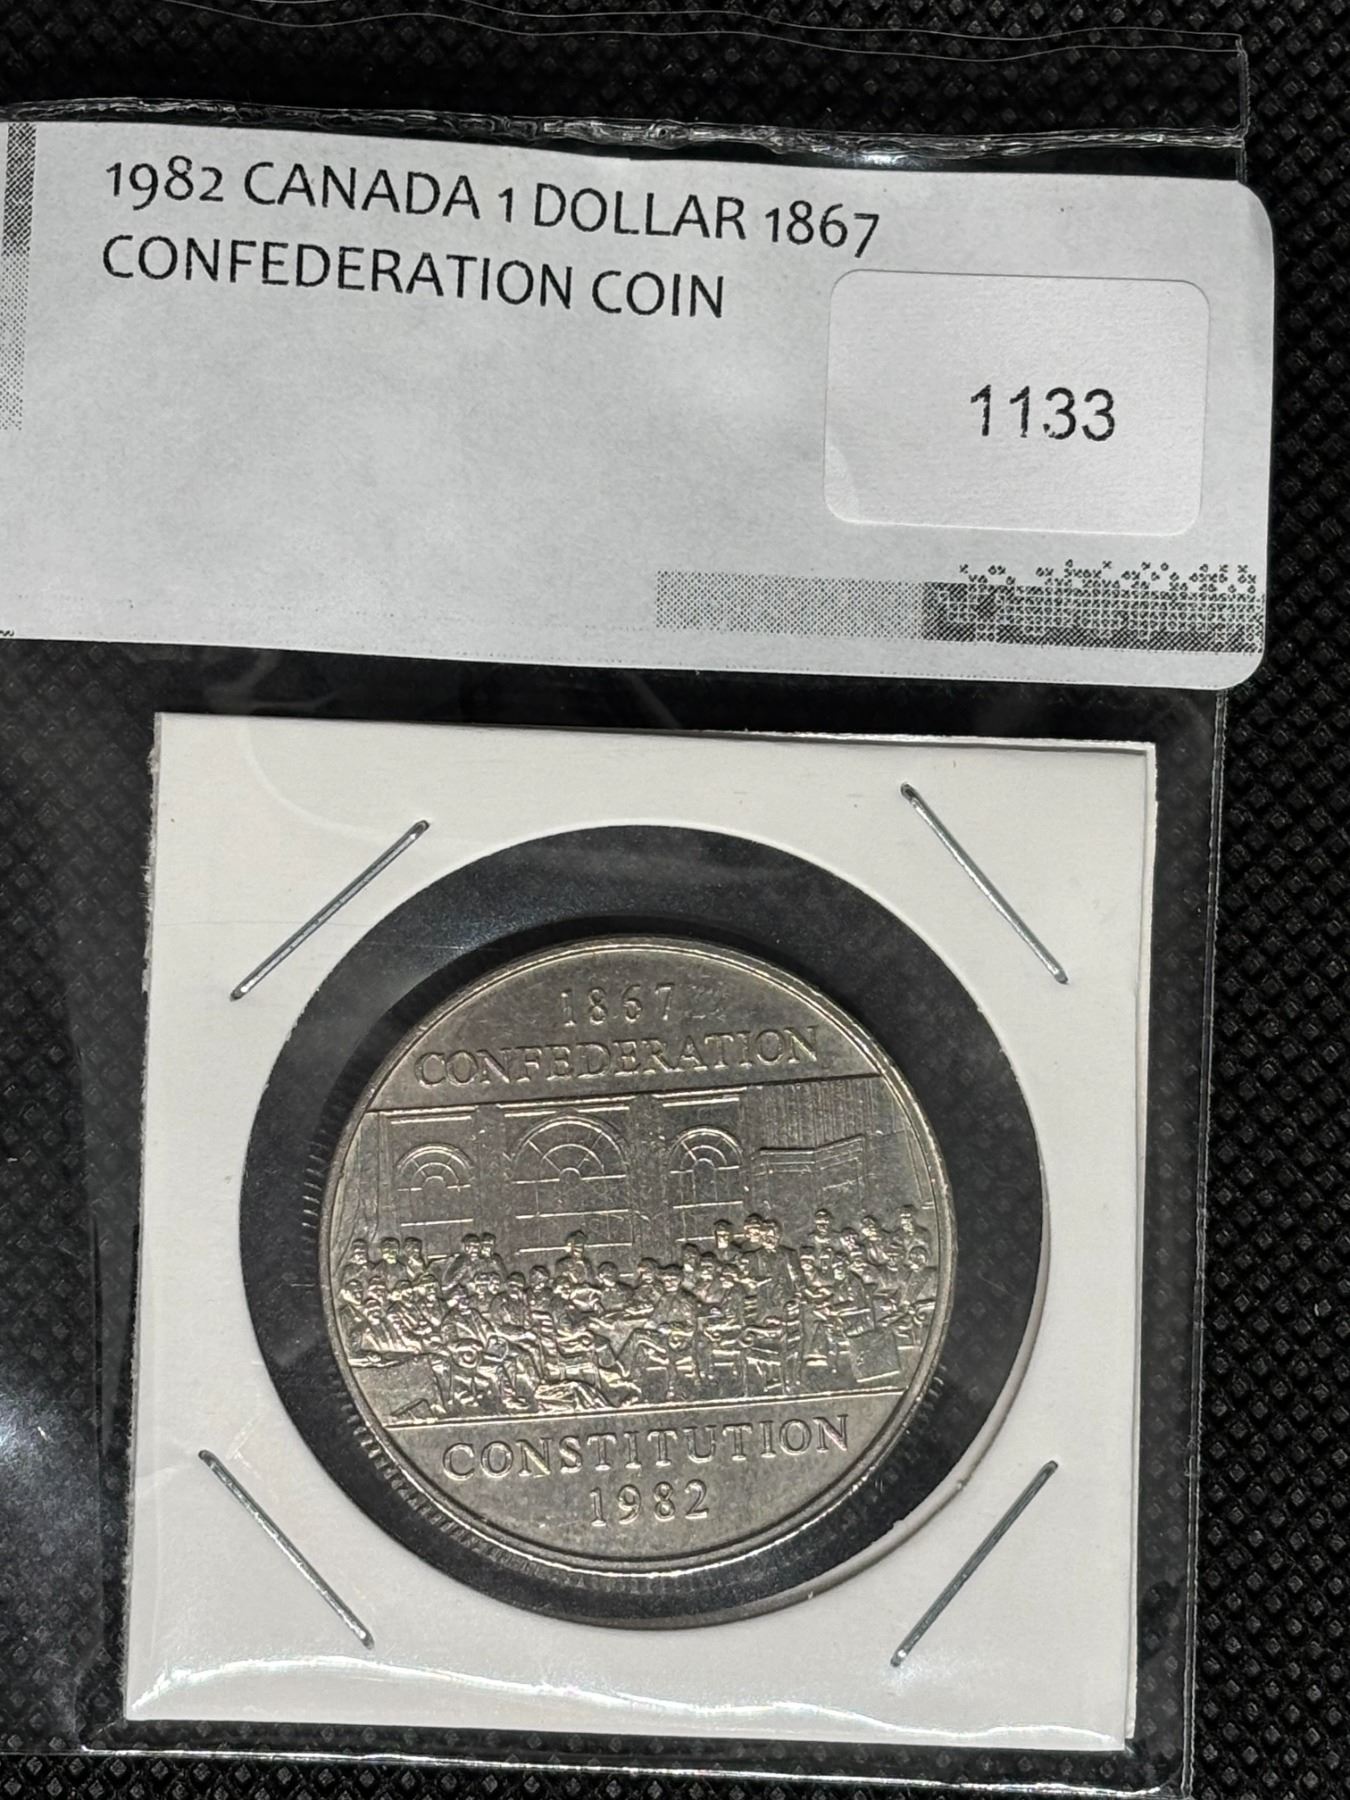 1982 CANADA 1 DOLLAR 1867
CONFEDERATION COIN
1133
1867
CONFEDERATION
CONSTITUTION
1982